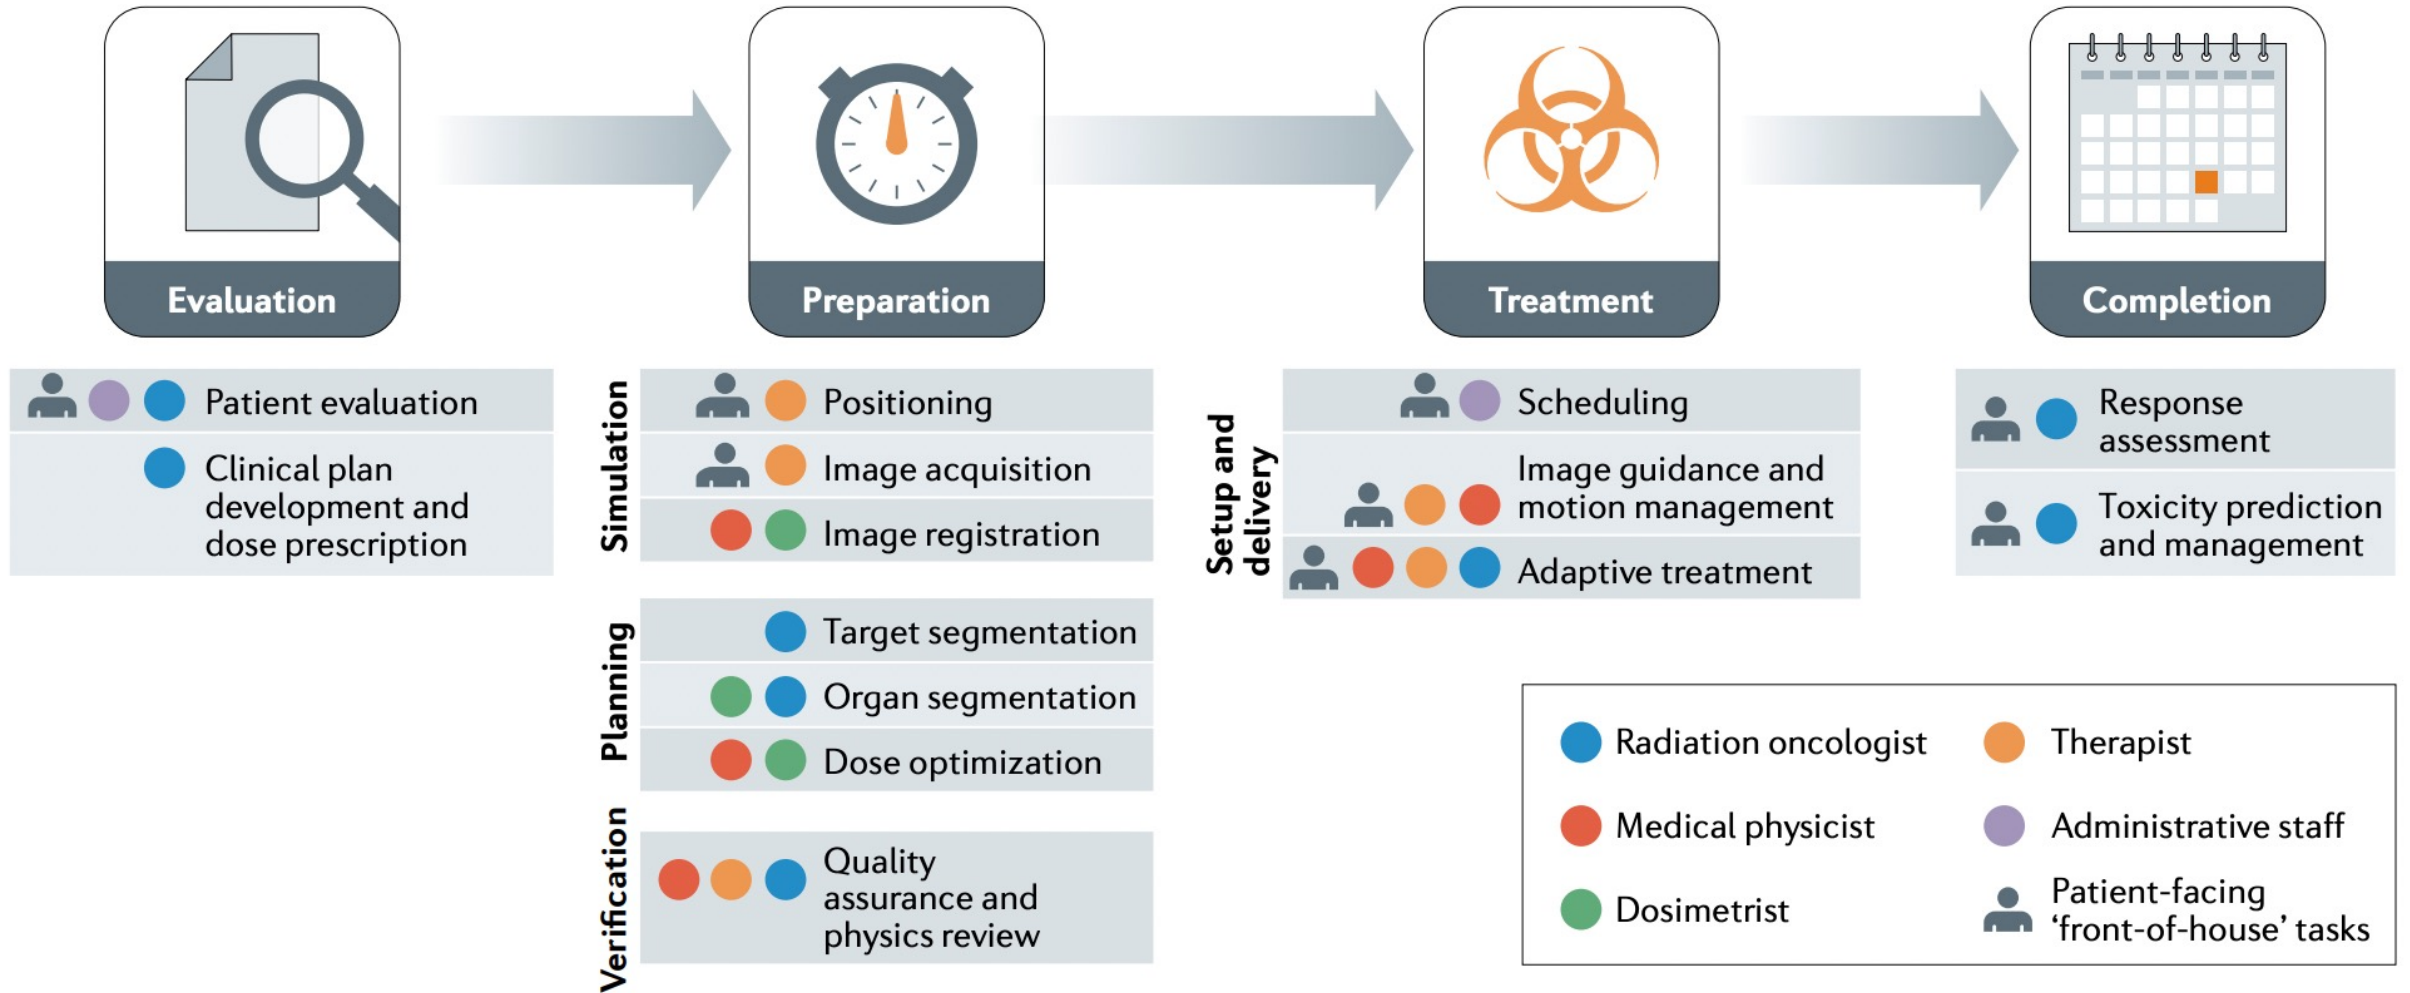 Evaluation
Preparation
Treatment
Completion
Patient evaluation
Clinical plan
development and
dose prescription
Simulation
Positioning
Image acquisition
Image registration
Planning
Target segmentation
Organ segmentation
Dose optimization
Verification
Quality
assurance and
physics review
Setup and
delivery
Scheduling
Image guidance and
motion management
Adaptive treatment
Response
assessment
Toxicity prediction
and management
Radiation oncologist
Medical physicist
Dosimetrist
Therapist
Administrative staff
Patient-facing
‘front-of-house’ tasks